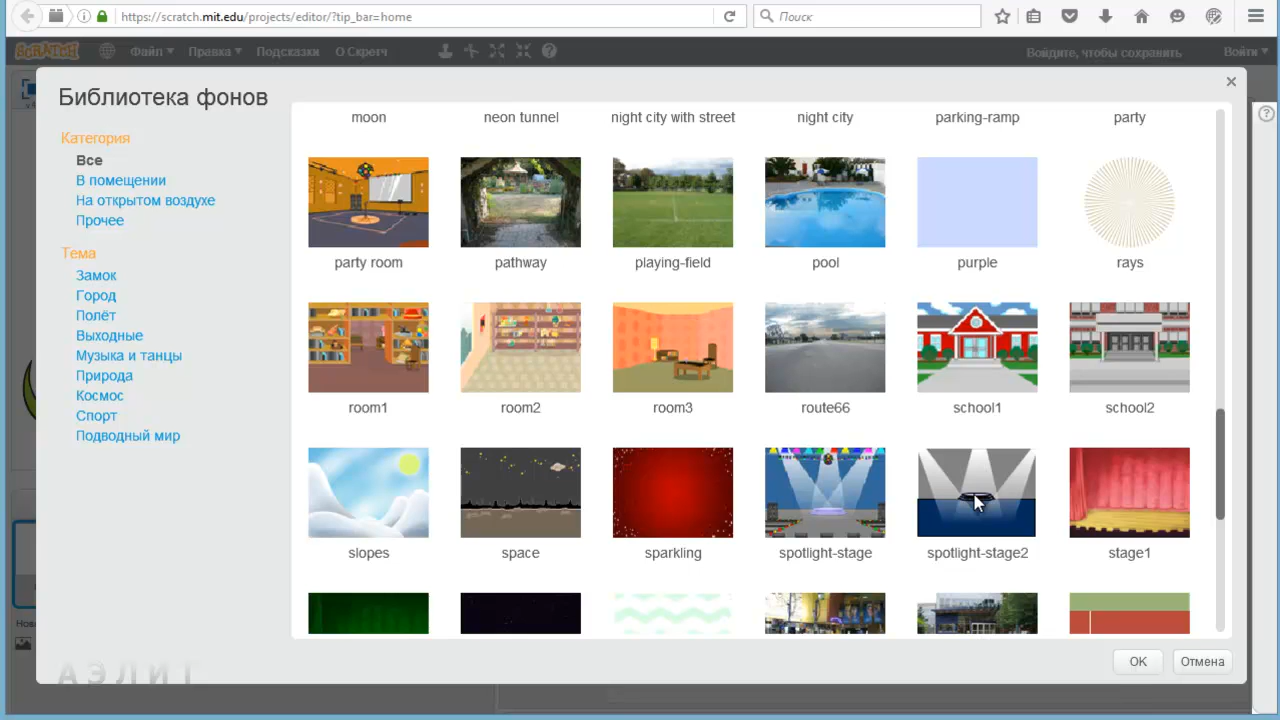 https://scratch.mit.edu/projects/editor/?tip_bar=home
Поиск
SCRATCH
Файл
Правка
Подсказки
О Скретч
Войдите, чтобы сохранить
Войти
Библиотека фонов
Категория
Все
В помещении
На открытом воздухе
Прочее
Тема
Замок
Город
Полёт
Выходные
Музыка и танцы
Природа
Космос
Спорт
Подводный мир
moon
neon tunnel
night city with street
night city
parking-ramp
party
party room
pathway
playing-field
pool
purple
rays
room1
room2
room3
route66
school1
school2
slopes
space
sparkling
spotlight-stage
spotlight-stage2
stage1
OK
Отмена